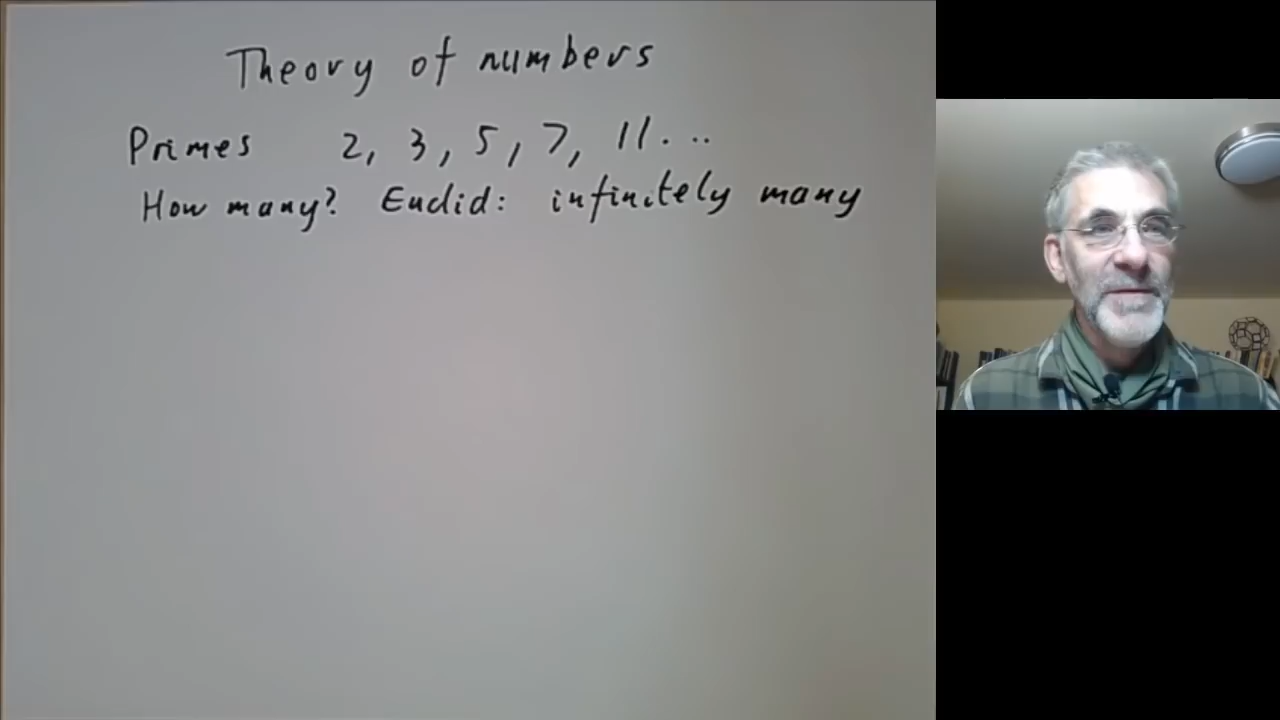 Theory of numbers
Primes 2, 3, 5, 7, 11...
How many? Euclid: infinitely many